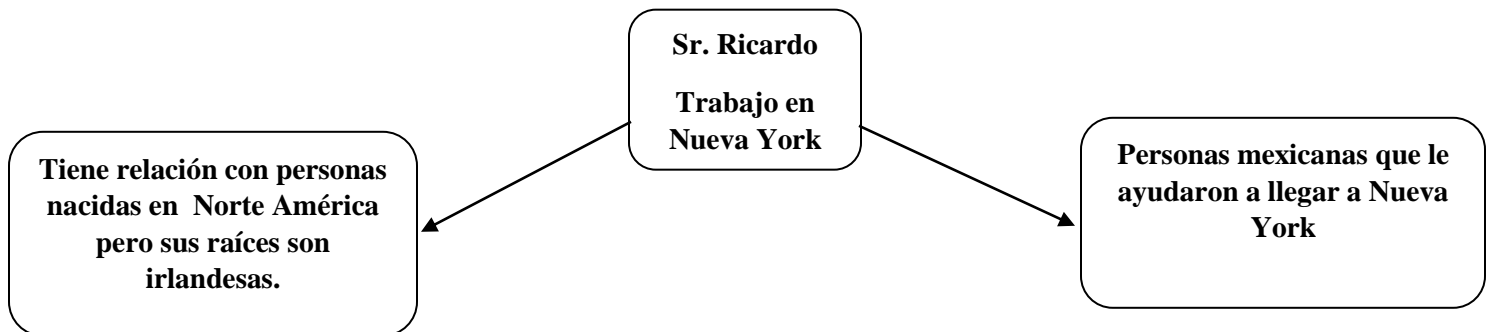 Sr. Ricardo
Trabajo en
Nueva York
Tiene relación con personas
nacidas en Norte América
pero sus raíces son
irlandesas.
Personas mexicanas que le
ayudaron a llegar a Nueva
York